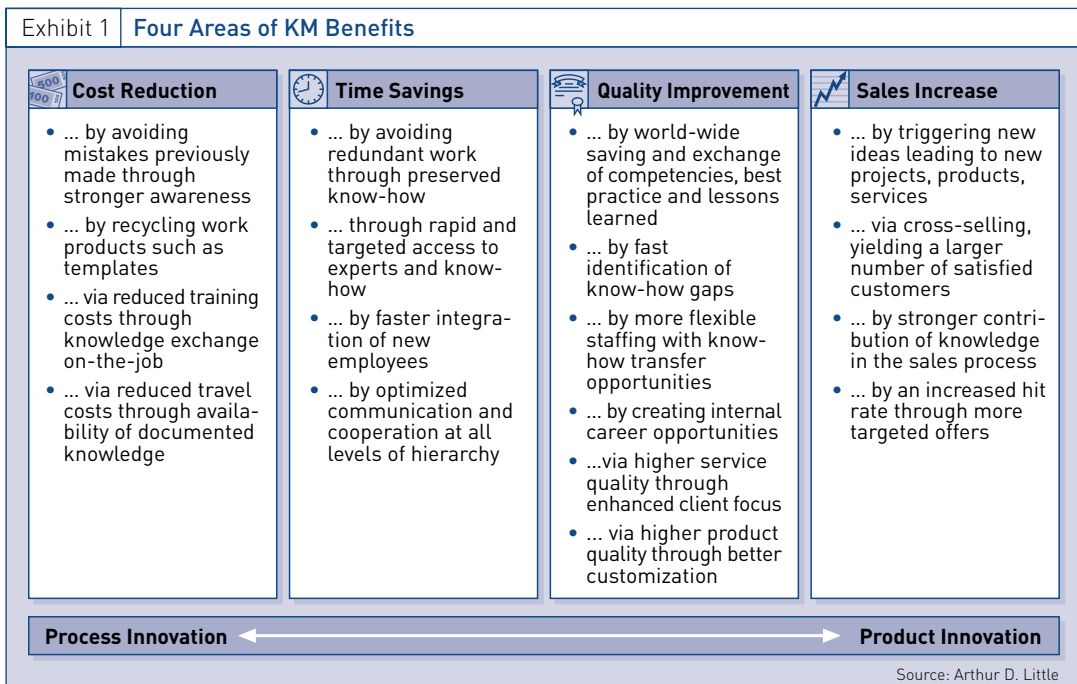 Exhibit 1 Four Areas of KM Benefits
500
100
Cost Reduction
• ... by avoiding
mistakes previously
made through
stronger awareness
• ... by recycling work
products such as
templates
• ... via reduced training
costs through
knowledge exchange
on-the-job
• ... via reduced travel
costs through availa-
bility of documented
knowledge
Time Savings
• ... by avoiding
redundant work
through preserved
know-how
• ... through rapid and
targeted access to
experts and know-
how
• ... by faster integra-
tion of new
employees
• ... by optimized
communication and
cooperation at all
levels of hierarchy
Quality Improvement
• ... by world-wide
saving and exchange
of competencies, best
practice and lessons
learned
• ... by fast
identification of
know-how gaps
• ... by more flexible
staffing with know-
how transfer
opportunities
• ... by creating internal
career opportunities
• ...via higher service
quality through
enhanced client focus
• ... via higher product
quality through better
customization
Sales Increase
• ... by triggering new
ideas leading to new
projects, products,
services
• ... via cross-selling,
yielding a larger
number of satisfied
customers
• ... by stronger contri-
bution of knowledge
in the sales process
• ... by an increased hit
rate through more
targeted offers
Process Innovation Product Innovation
Source: Arthur D. Little